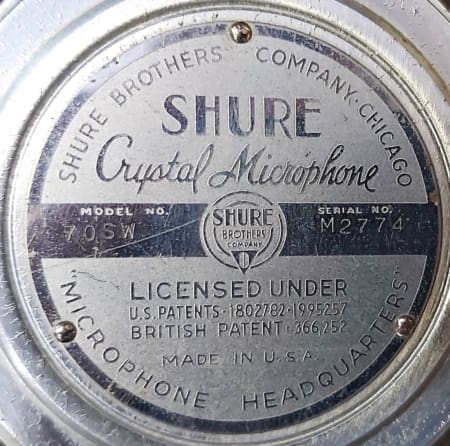 SHURE BROTHERS COMPANY·CHICAGO
SHURE
Crystal Microphone
MODEL NO.
70SW
SHURE
BROTHERS
COMPANY
SERIAL NO.
M2774
LICENSED UNDER
U.S.PATENTS·1802782·1995257
BRITISH PATENT:366,252
MADE IN U.S.A.
"MICROPHONE HEADQUARTERS"